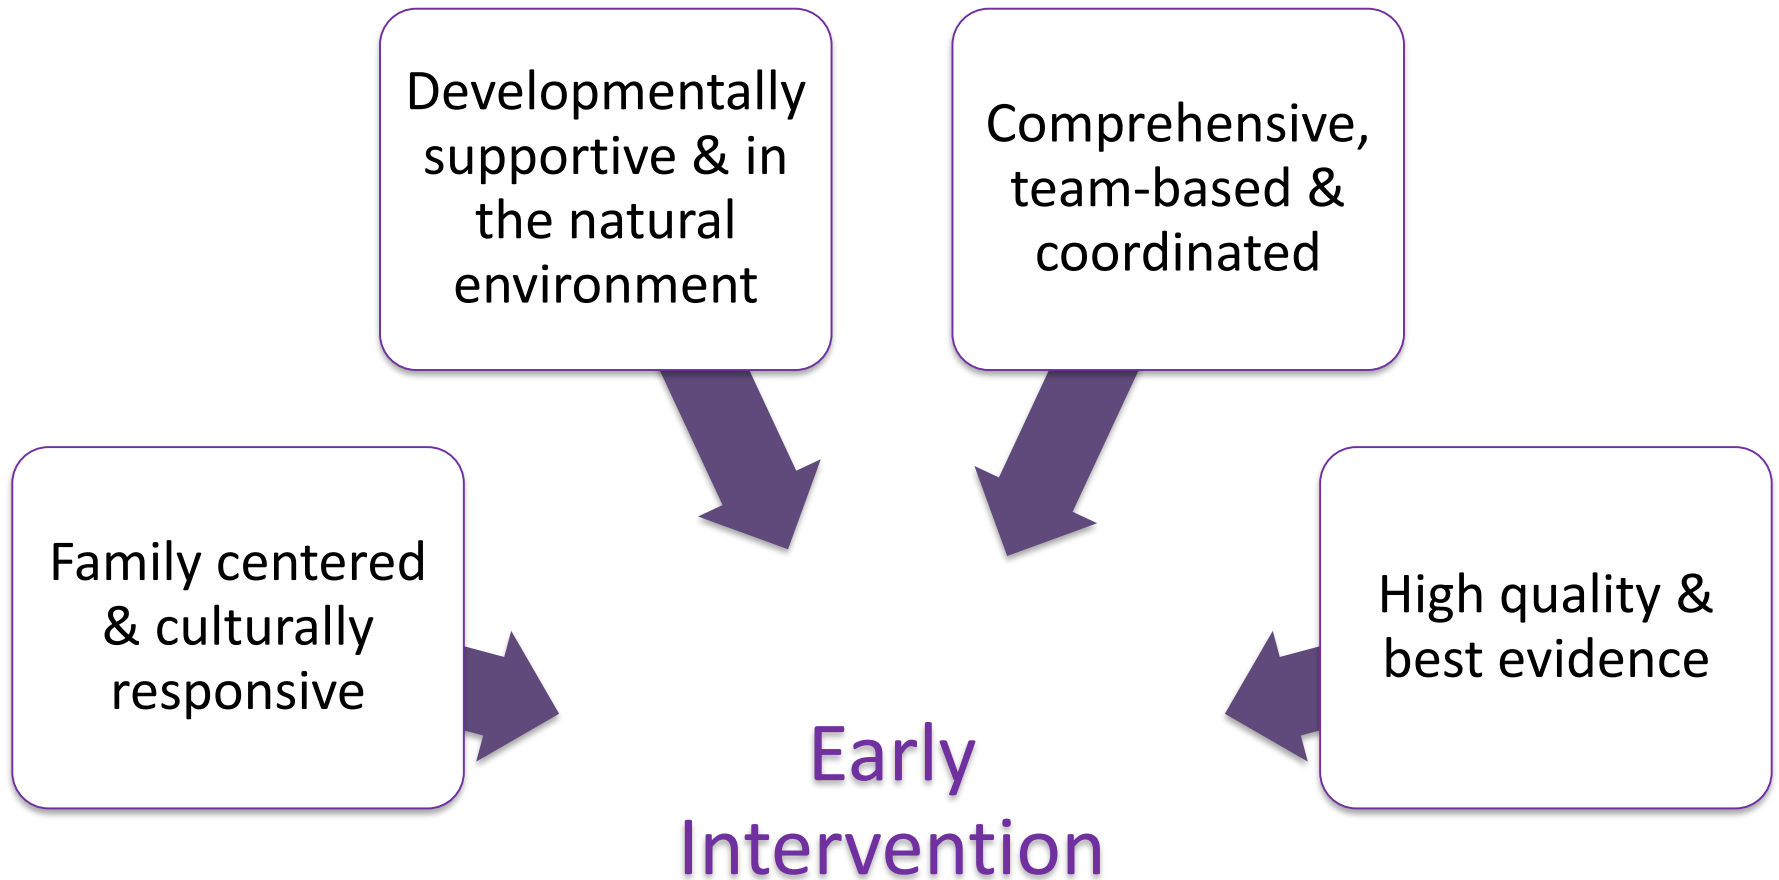 Developmentally
supportive & in
the natural
environment
Comprehensive,
team-based &
coordinated
Family centered
& culturally
responsive
High quality &
best evidence
Early
Intervention